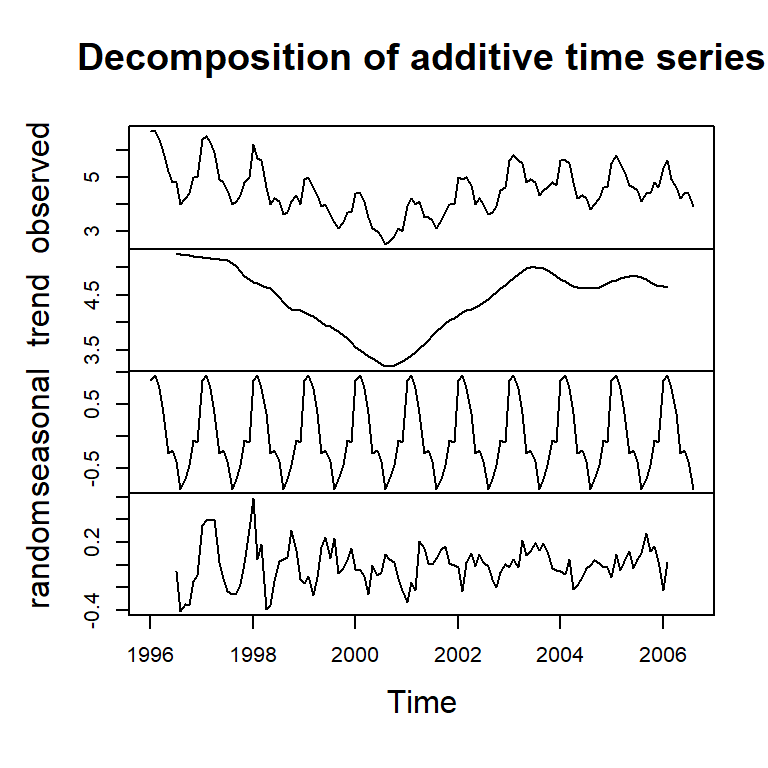 Decomposition of additive time series
observed
5
3
trend
4.5
3.5
seasonal
0.5
-0.5
random
0.2
-0.4
1996 1998 2000 2002 2004 2006
Time